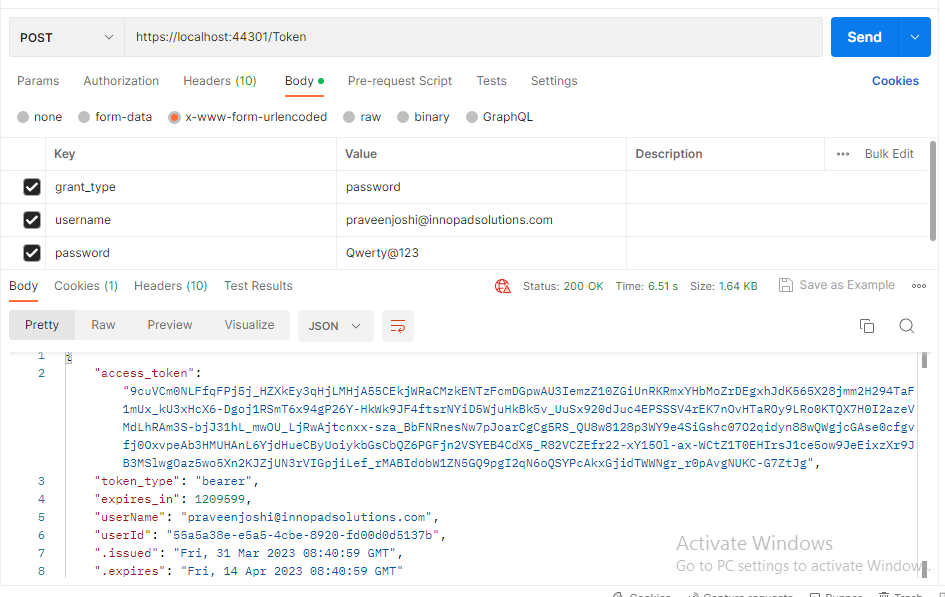 POST https://localhost:44301/Token Send
Params Authorization Headers (10) Body Pre-request Script Tests Settings Cookies
none form-data x-www-form-urlencoded raw binary GraphQL
Key Value Description Bulk Edit
grant_type password
username praveenjoshi@innopadsolutions.com
password Qwerty@123
Body Cookies (1) Headers (10) Test Results Status: 200 OK Time: 6.51 s Size: 1.64 KB Save as Example
Pretty Raw Preview Visualize JSON
1 {
2 "access_token":
"9cuVCm0NLFfqFPj5j_HZXkEy3qHjLMHjA55CEkjWRaCMzkENTzFcmDGpwAU3IemzZ10ZGiUnRKRmxYHbMoZrDEgxhJdK565X28jmm2H294TaF
1mUx_kU3xHcX6-Dgoj1RSmT6x94gP26Y-HkWk9JF4ftsrNYiD5WjuHkBk5v_UuSx920dJuc4EPSSSV4rEK7nOvHTaROy9LRo0KTQX7H0I2azeV
MdLhRAm3S-bjJ31hL_mwOU_LjRwAjtcnxx-sza_BbFNRnesNw7pJoarCgCg5RS_QU8w8128p3WY9e4SiGshc07O2qidyn88wQWgjcGAse0cfgv
fj0OxvpeAb3HMUHAnL6YjdHueCByUoiykbGsCbQZ6PGFjn2VSYEB4CdX5_R82VCZEfr22-xY15Ol-ax-WCtZ1T0EHIrsJ1ce5ow9JeEixzXr9J
B3MSlwgOaz5wo5Xn2KJZjUN3rVIGpjiLef_rMABIdobW1ZN5GQ9pgI2qN6oQSYPcAkxGjidTWWNgr_r0pAvgNUKC-G7ZtJg",
3 "token_type": "bearer",
4 "expires_in": 1209599,
5 "userName": "praveenjoshi@innopadsolutions.com",
6 "userId": "55a5a38e-e5a5-4cbe-8920-fd00d0d5137b",
7 ".issued": "Fri, 31 Mar 2023 08:40:59 GMT",
8 ".expires": "Fri, 14 Apr 2023 08:40:59 GMT"
Activate Windows
Go to PC settings to activate Windows.
Cookies Capture requests Runner Trash